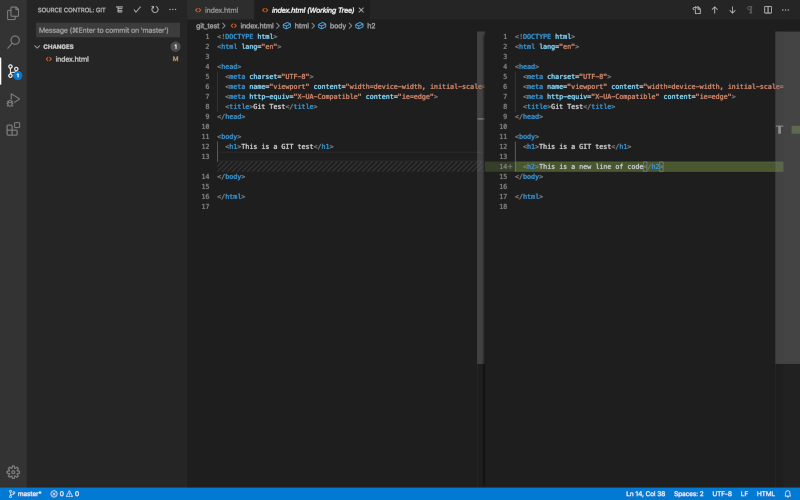 SOURCE CONTROL: GIT
Message (⌘Enter to commit on 'master')
CHANGES 1
index.html M
1
index.html
index.html (Working Tree)
git_test > index.html > html > body > h2
1 <!DOCTYPE html>
2 <html lang="en">
3
4 <head>
5 <meta charset="UTF-8">
6 <meta name="viewport" content="width=device-width, initial-scale
7 <meta http-equiv="X-UA-Compatible" content="ie=edge">
8 <title>Git Test</title>
9 </head>
10
11 <body>
12 <h1>This is a GIT test</h1>
13
14 </body>
15
16 </html>
17
1 <!DOCTYPE html>
2 <html lang="en">
3
4 <head>
5 <meta charset="UTF-8">
6 <meta name="viewport" content="width=device-width, initial-scale=
7 <meta http-equiv="X-UA-Compatible" content="ie=edge">
8 <title>Git Test</title>
9 </head>
10
11 <body>
12 <h1>This is a GIT test</h1>
13
14+ <h2>This is a new line of code</h2>
15 </body>
16
17 </html>
18
master* 0 0
Ln 14, Col 38 Spaces: 2 UTF-8 LF HTML